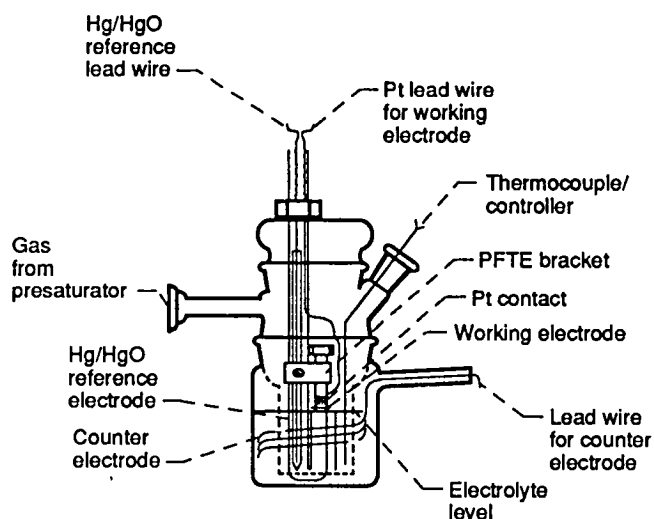 Hg/HgO
reference
lead wire
Pt lead wire
for working
electrode
Thermocouple/
controller
Gas
from
presaturator
PFTE bracket
Pt contact
Working electrode
Hg/HgO
reference
electrode
Counter
electrode
Lead wire
for counter
electrode
Electrolyte
level